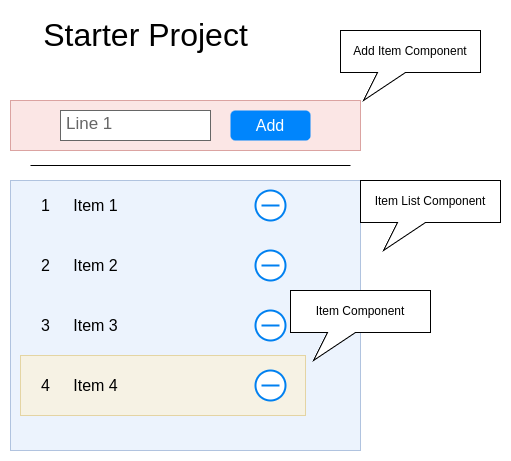 Starter Project
Add Item Component
Line 1
Add
1 Item 1
Item List Component
2 Item 2
Item Component
3 Item 3
4 Item 4